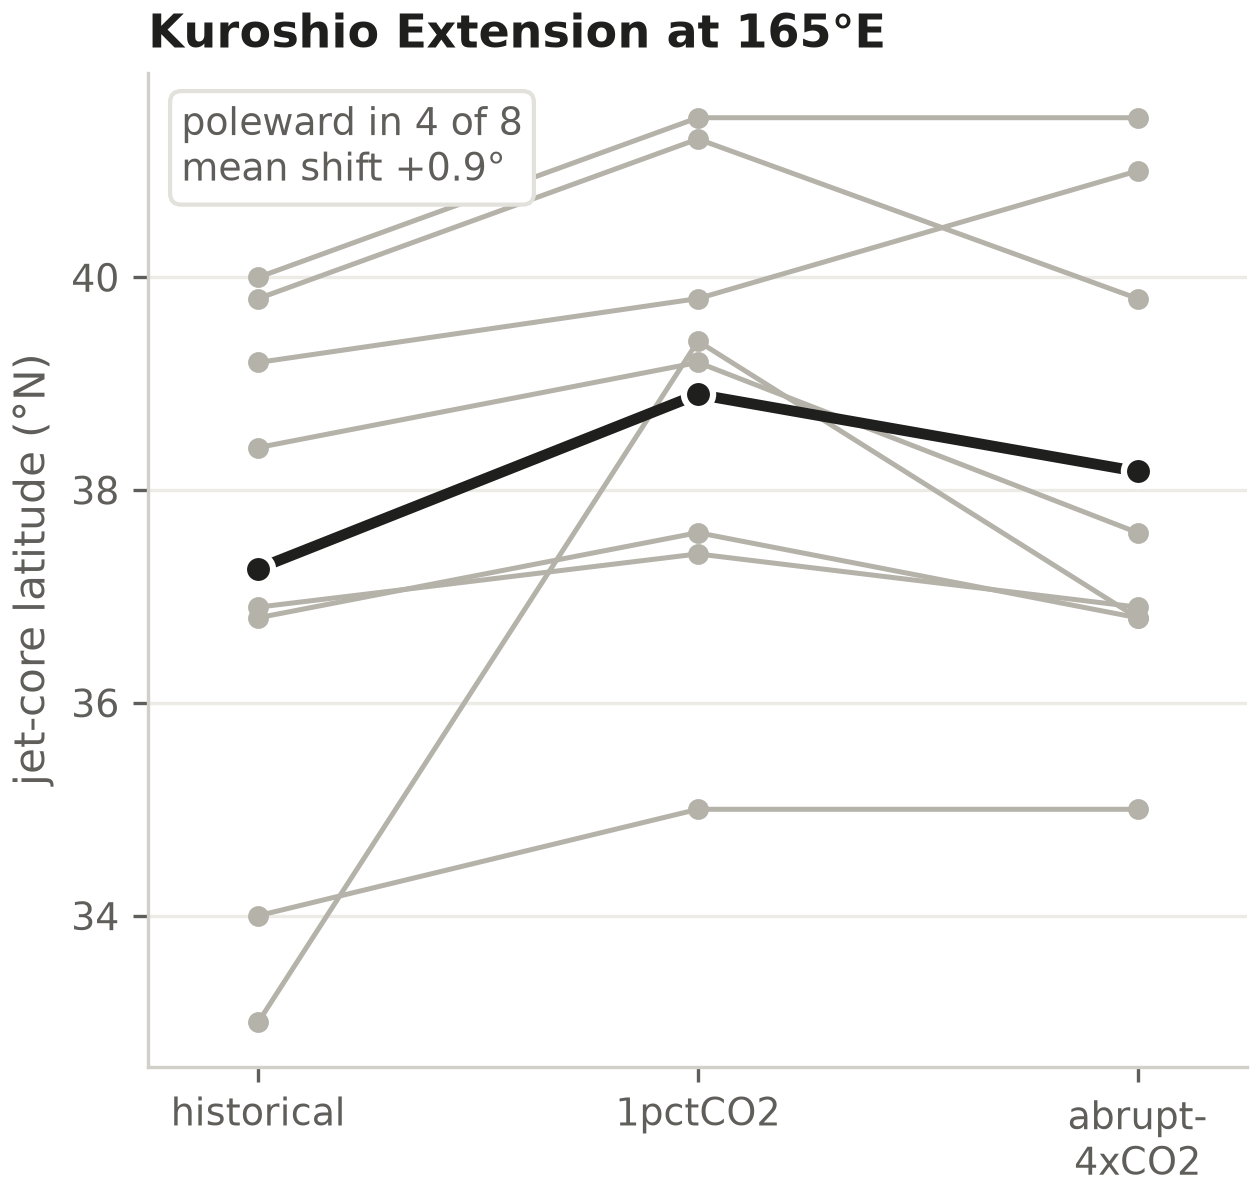 Kuroshio Extension at 165°E
poleward in 4 of 8
mean shift +0.9°
jet-core latitude (°N)
40
38
36
34
historical
1pctCO2
abrupt-
4xCO2